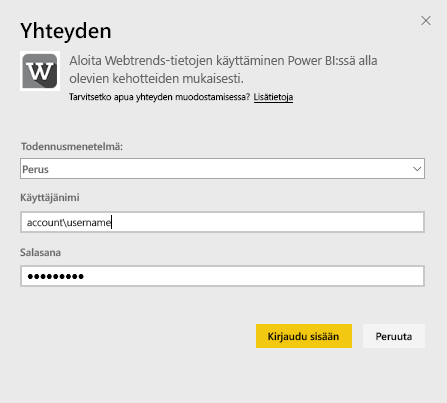 Yhteyden
W
Aloita Webtrends-tietojen käyttäminen Power BI:ssä alla
olevien kehotteiden mukaisesti.
Tarvitsetko apua yhteyden muodostamisessa? Lisätietoja
Todennusmenetelmä:
Perus
Käyttäjänimi
account\username
Salasana
•••••••••
Kirjaudu sisään
Peruuta